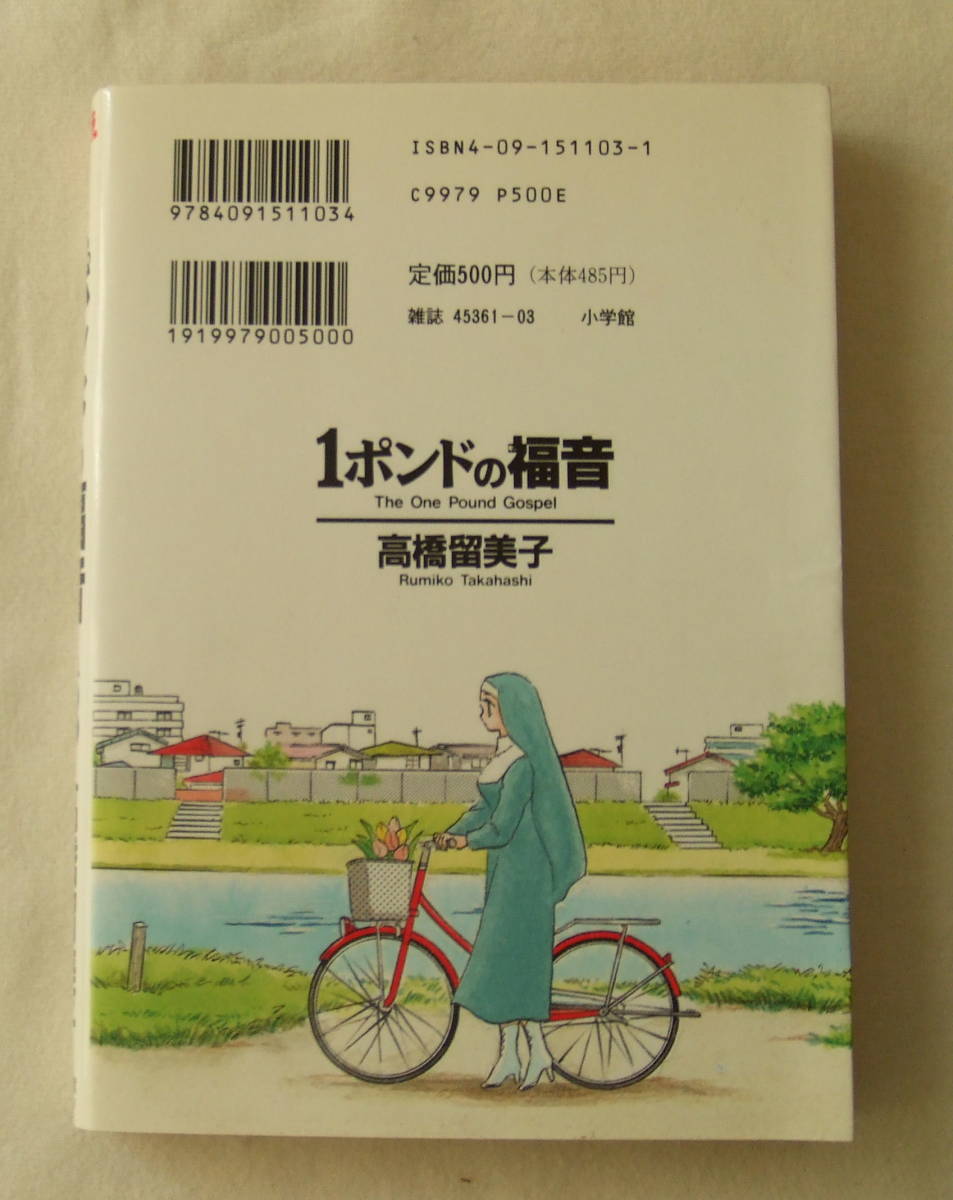 ISBN4-09-151103-1
C9979 P500E
9784091511034
定価500円（本体485円）
雑誌 45361-03 小学館
1919979005000
1ポンドの福音
The One Pound Gospel
高橋留美子
Rumiko Takahashi